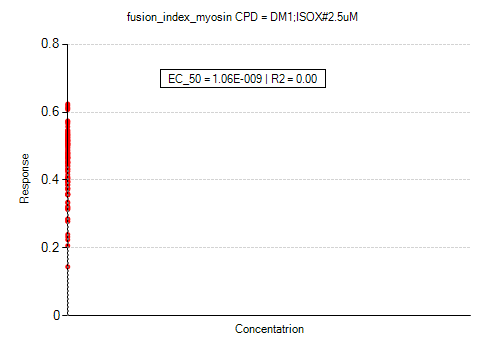 fusion_index_myosin CPD = DM1;ISOX#2.5uM
0.8
EC_50 = 1.06E-009 | R2 = 0.00
0.6
0.4
0.2
0
Response
Concentatrion